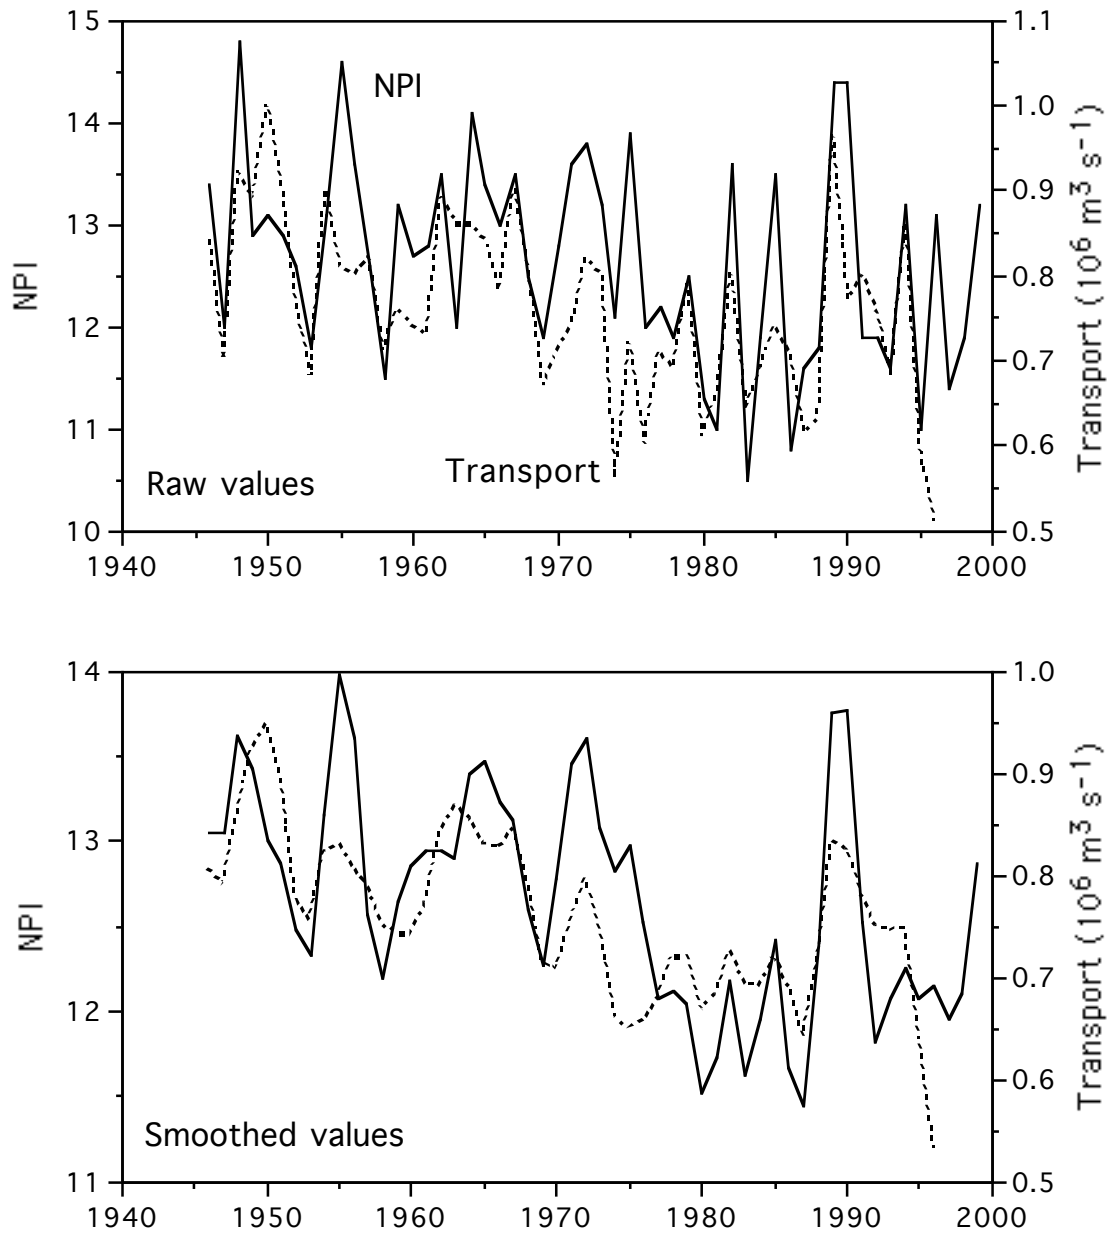 15
14
13
12
11
10
NPI
1.1
1.0
0.9
0.8
0.7
0.6
0.5
Transport (10⁶ m³ s⁻¹)
NPI
Transport
Raw values
1940 1950 1960 1970 1980 1990 2000
14
13
12
11
NPI
1.0
0.9
0.8
0.7
0.6
0.5
Transport (10⁶ m³ s⁻¹)
Smoothed values
1940 1950 1960 1970 1980 1990 2000